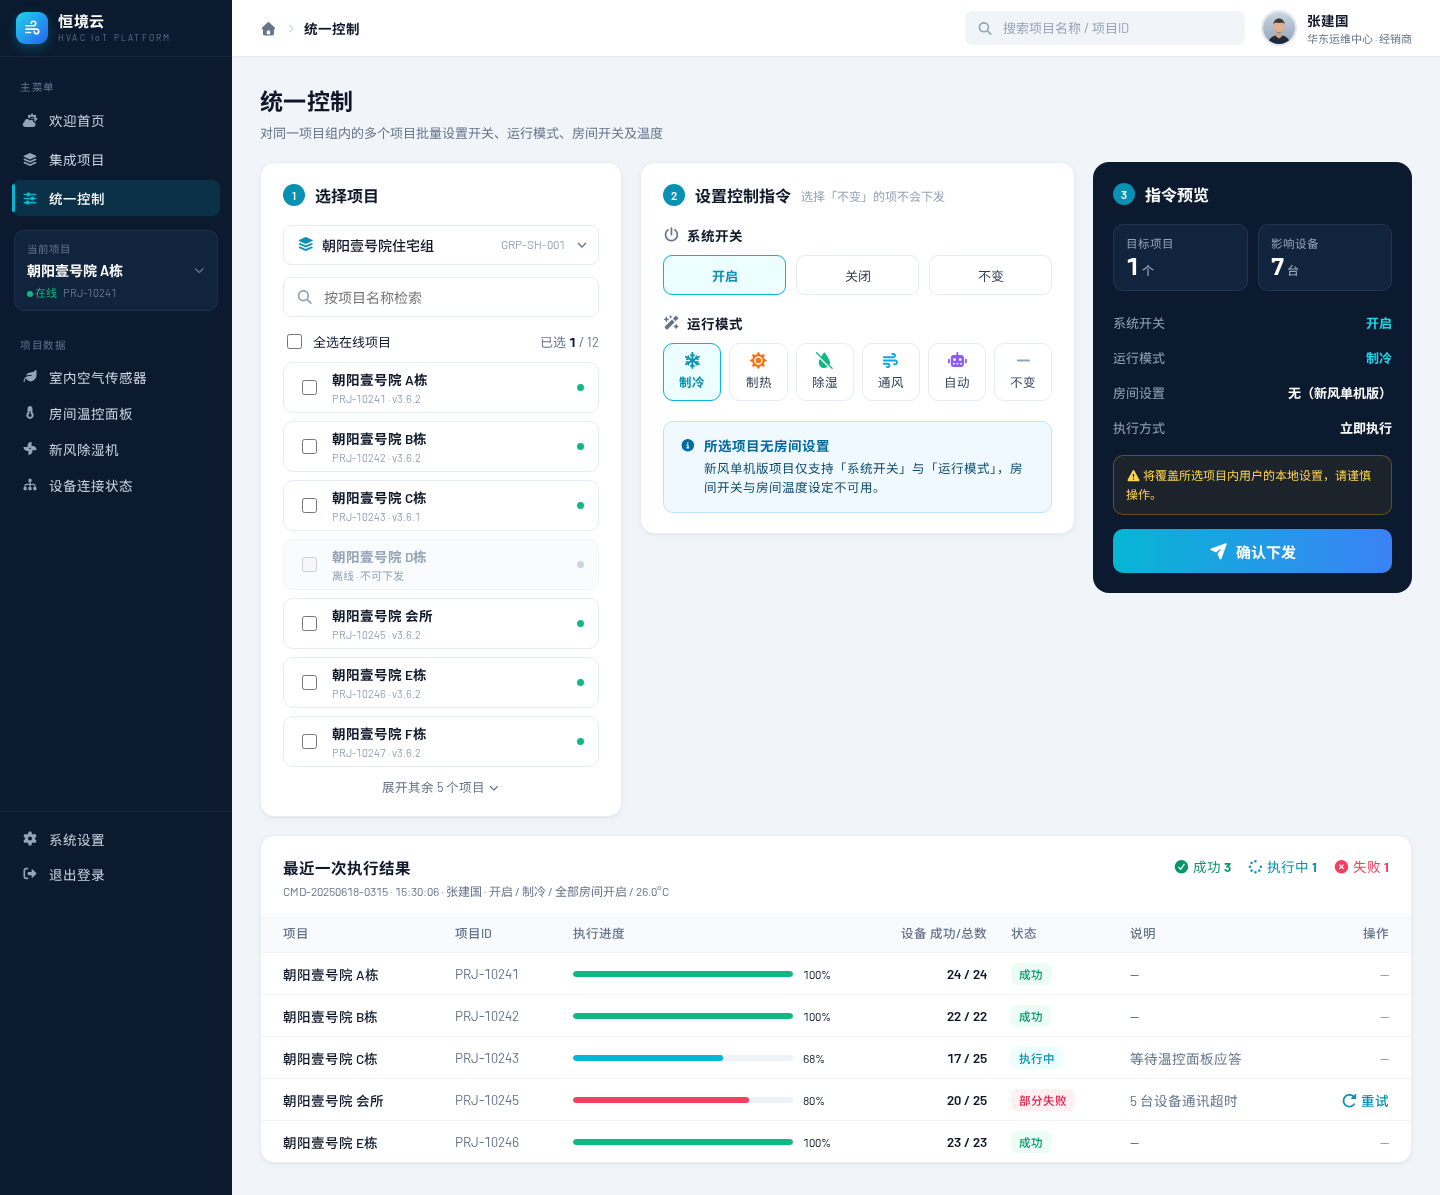 恒境云
HVAC IoT PLATFORM
主菜单
欢迎首页
集成项目
统一控制
当前项目
朝阳壹号院 A栋
在线 PRJ-10241
项目数据
室内空气传感器
房间温控面板
新风除湿机
设备连接状态
系统设置
退出登录
统一控制
搜索项目名称 / 项目ID
张建国
华东运维中心 · 经销商
统一控制
对同一项目组内的多个项目批量设置开关、运行模式、房间开关及温度
1 选择项目
朝阳壹号院住宅组 GRP-SH-001
按项目名称检索
全选在线项目 已选 1 / 12
朝阳壹号院 A栋
PRJ-10241 · v3.6.2
朝阳壹号院 B栋
PRJ-10242 · v3.6.2
朝阳壹号院 C栋
PRJ-10243 · v3.6.1
朝阳壹号院 D栋
离线 · 不可下发
朝阳壹号院 会所
PRJ-10245 · v3.6.2
朝阳壹号院 E栋
PRJ-10246 · v3.6.2
朝阳壹号院 F栋
PRJ-10247 · v3.6.2
展开其余 5 个项目
2 设置控制指令 选择「不变」的项不会下发
系统开关
开启 关闭 不变
运行模式
制冷 制热 除湿 通风 自动 不变
所选项目无房间设置
新风单机版项目仅支持「系统开关」与「运行模式」，房
间开关与房间温度设定不可用。
3 指令预览
目标项目 影响设备
1 个 7 台
系统开关 开启
运行模式 制冷
房间设置 无（新风单机版）
执行方式 立即执行
将覆盖所选项目内用户的本地设置，请谨慎
操作。
确认下发
最近一次执行结果 成功 3 执行中 1 失败 1
CMD-20250618-0315 · 15:30:06 · 张建国 · 开启 / 制冷 / 全部房间开启 / 26.0°C
项目 项目ID 执行进度 设备 成功/总数 状态 说明 操作
朝阳壹号院 A栋 PRJ-10241 100% 24 / 24 成功 — —
朝阳壹号院 B栋 PRJ-10242 100% 22 / 22 成功 — —
朝阳壹号院 C栋 PRJ-10243 68% 17 / 25 执行中 等待温控面板应答 —
朝阳壹号院 会所 PRJ-10245 80% 20 / 25 部分失败 5 台设备通讯超时 重试
朝阳壹号院 E栋 PRJ-10246 100% 23 / 23 成功 — —